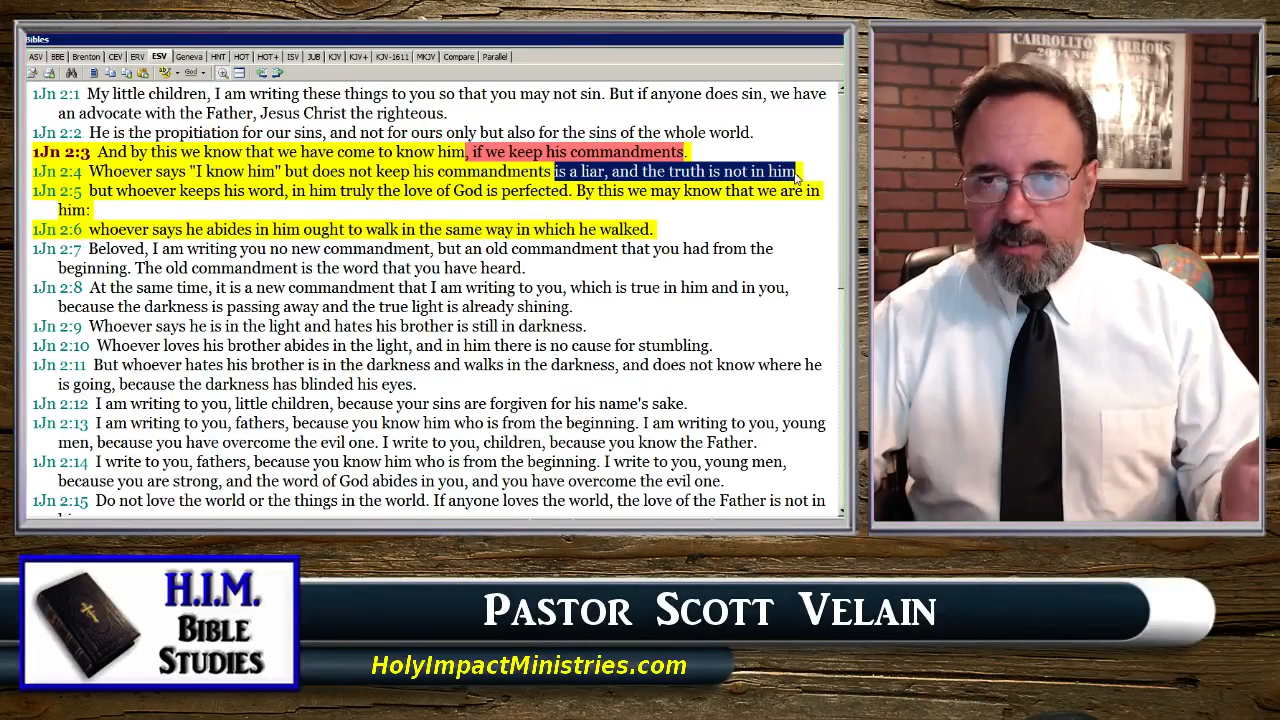 Bibles
ASV BBE Brenton CEV ERV ESV Geneva HNT HOT HOT+ ISV JUB KJV KJV+ KJV-1611 MKJV Compare Parallel
God
1Jn 2:1 My little children, I am writing these things to you so that you may not sin. But if anyone does sin, we have
an advocate with the Father, Jesus Christ the righteous.
1Jn 2:2 He is the propitiation for our sins, and not for ours only but also for the sins of the whole world.
1Jn 2:3 And by this we know that we have come to know him, if we keep his commandments.
1Jn 2:4 Whoever says "I know him" but does not keep his commandments is a liar, and the truth is not in him,
1Jn 2:5 but whoever keeps his word, in him truly the love of God is perfected. By this we may know that we are in
him:
1Jn 2:6 whoever says he abides in him ought to walk in the same way in which he walked.
1Jn 2:7 Beloved, I am writing you no new commandment, but an old commandment that you had from the
beginning. The old commandment is the word that you have heard.
1Jn 2:8 At the same time, it is a new commandment that I am writing to you, which is true in him and in you,
because the darkness is passing away and the true light is already shining.
1Jn 2:9 Whoever says he is in the light and hates his brother is still in darkness.
1Jn 2:10 Whoever loves his brother abides in the light, and in him there is no cause for stumbling.
1Jn 2:11 But whoever hates his brother is in the darkness and walks in the darkness, and does not know where he
is going, because the darkness has blinded his eyes.
1Jn 2:12 I am writing to you, little children, because your sins are forgiven for his name's sake.
1Jn 2:13 I am writing to you, fathers, because you know him who is from the beginning. I am writing to you, young
men, because you have overcome the evil one. I write to you, children, because you know the Father.
1Jn 2:14 I write to you, fathers, because you know him who is from the beginning. I write to you, young men,
because you are strong, and the word of God abides in you, and you have overcome the evil one.
1Jn 2:15 Do not love the world or the things in the world. If anyone loves the world, the love of the Father is not in
CARROLLTON WARRIORS
H.I.M.
BIBLE
STUDIES
PASTOR SCOTT VELAIN
HolyImpactMinistries.com